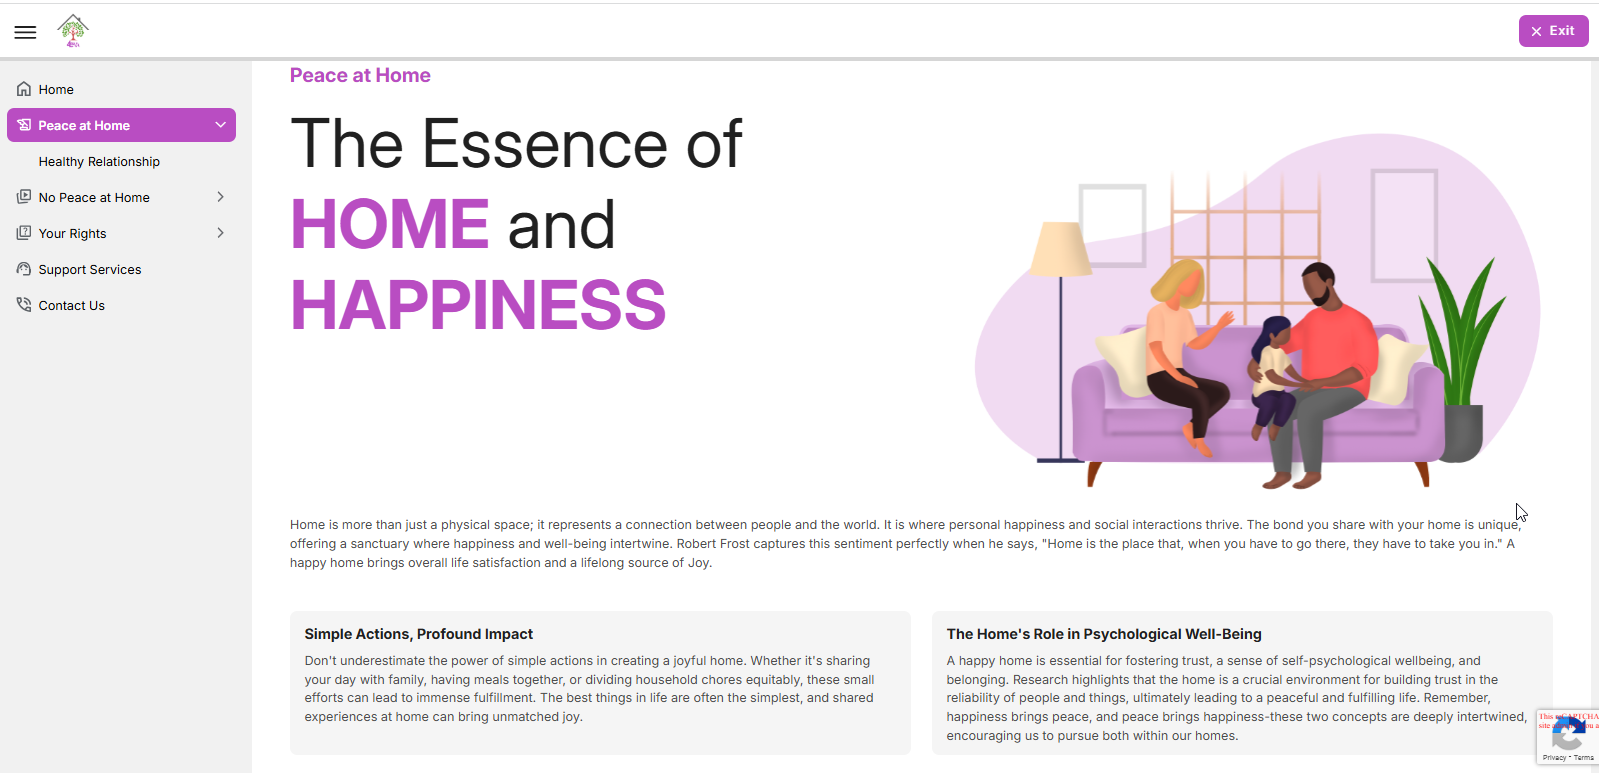 Exit
Home
Peace at Home
Healthy Relationship
No Peace at Home
Your Rights
Support Services
Contact Us
Peace at Home
The Essence of
HOME and
HAPPINESS
Home is more than just a physical space; it represents a connection between people and the world. It is where personal happiness and social interactions thrive. The bond you share with your home is unique,
offering a sanctuary where happiness and well-being intertwine. Robert Frost captures this sentiment perfectly when he says, "Home is the place that, when you have to go there, they have to take you in." A
happy home brings overall life satisfaction and a lifelong source of Joy.
Simple Actions, Profound Impact
Don't underestimate the power of simple actions in creating a joyful home. Whether it's sharing
your day with family, having meals together, or dividing household chores equitably, these small
efforts can lead to immense fulfillment. The best things in life are often the simplest, and shared
experiences at home can bring unmatched joy.
The Home's Role in Psychological Well-Being
A happy home is essential for fostering trust, a sense of self-psychological wellbeing, and
belonging. Research highlights that the home is a crucial environment for building trust in the
reliability of people and things, ultimately leading to a peaceful and fulfilling life. Remember,
happiness brings peace, and peace brings happiness-these two concepts are deeply intertwined,
encouraging us to pursue both within our homes.
This reCAPTCHA
site
Privacy - Terms